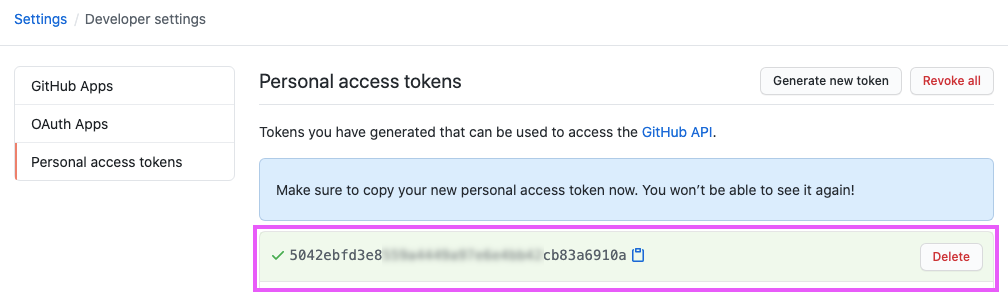 Settings / Developer settings
GitHub Apps
OAuth Apps
Personal access tokens
Personal access tokens
Generate new token
Revoke all
Tokens you have generated that can be used to access the GitHub API.
Make sure to copy your new personal access token now. You won’t be able to see it again!
5042ebfd3e8 cb83a6910a
Delete